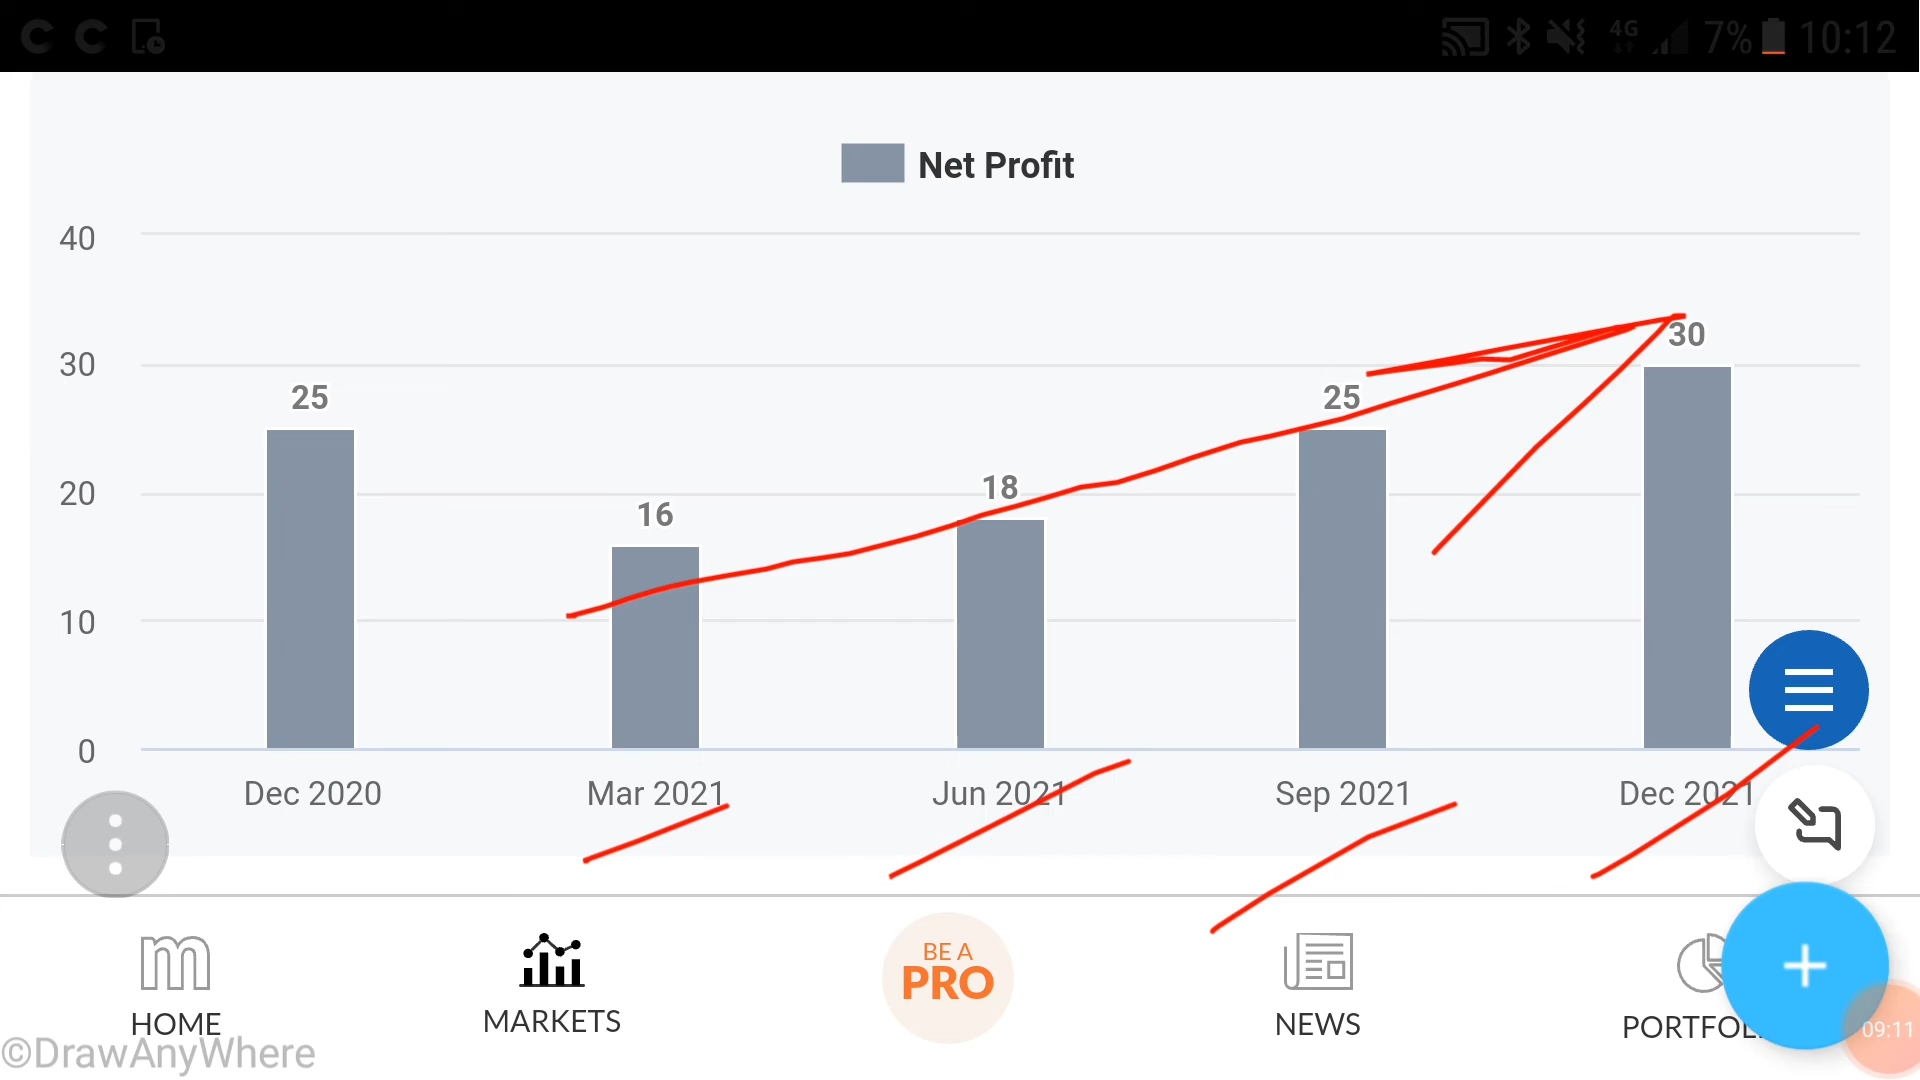 4G 7% 10:12
Net Profit
40
30
20
10
0
25
16
18
25
30
Dec 2020 Mar 2021 Jun 2021 Sep 2021 Dec 2021
BE A
PRO
HOME MARKETS NEWS
©DrawAnyWhere
09:11